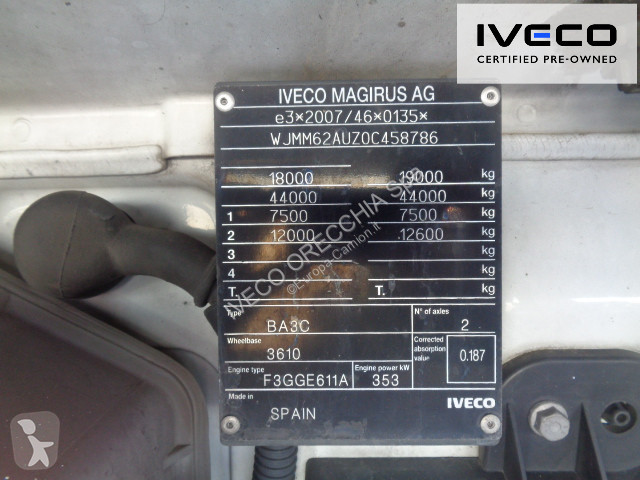 IVECO
CERTIFIED PRE-OWNED
IVECO MAGIRUS AG
e3*2007/46*0135*
WJMM62AUZ0C458786
18000 19000 kg
44000 44000 kg
1 7500 7500 kg
2 12000 12600 kg
3 kg
4 kg
T. T. kg
Type BA3C N° of axles 2
Wheelbase 3610 Corrected absorption value 0.187
Engine type F3GGE611A Engine power kW 353
Made in SPAIN IVECO
IVECO ORECCHIA Spa
©Europa-Camion.it